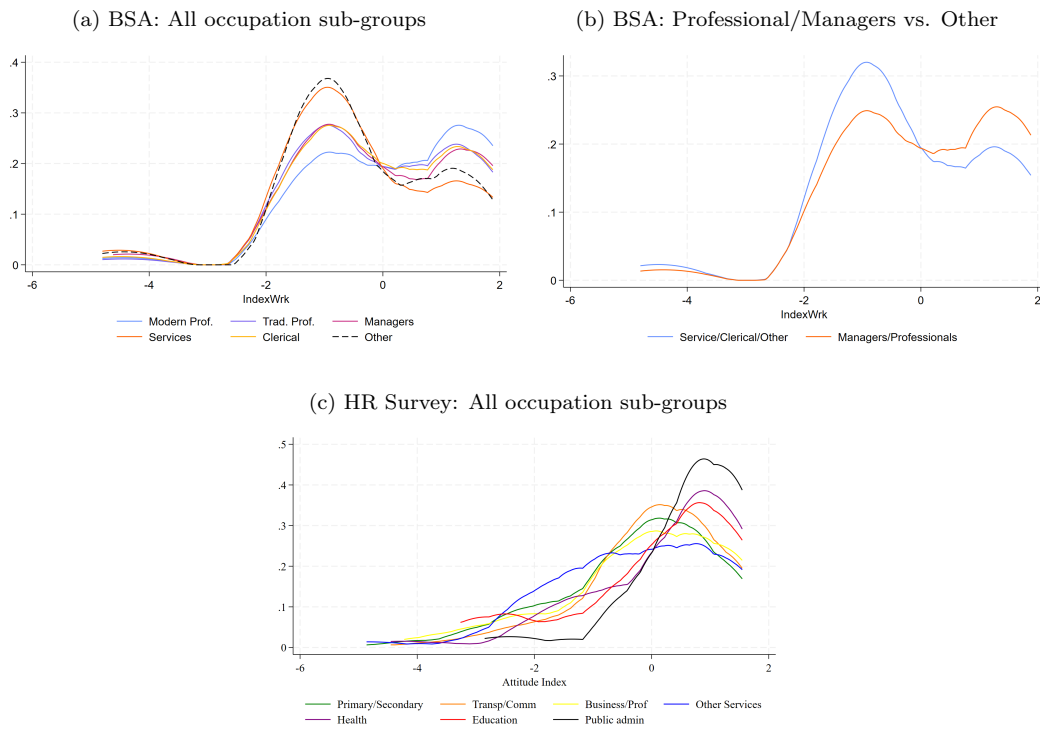 (a) BSA: All occupation sub-groups
.4
.3
.2
.1
0
-6
-4
-2
0
2
IndexWrk
Modern Prof.
Trad. Prof.
Managers
Services
Clerical
Other
(b) BSA: Professional/Managers vs. Other
0.3
0.2
0.1
0
-6
-4
-2
0
2
IndexWrk
Service/Clerical/Other
Managers/Professionals
(c) HR Survey: All occupation sub-groups
.5
.4
.3
.2
.1
0
-6
-4
-2
0
2
Attitude Index
Primary/Secondary
Transp/Comm
Business/Prof
Other Services
Health
Education
Public admin